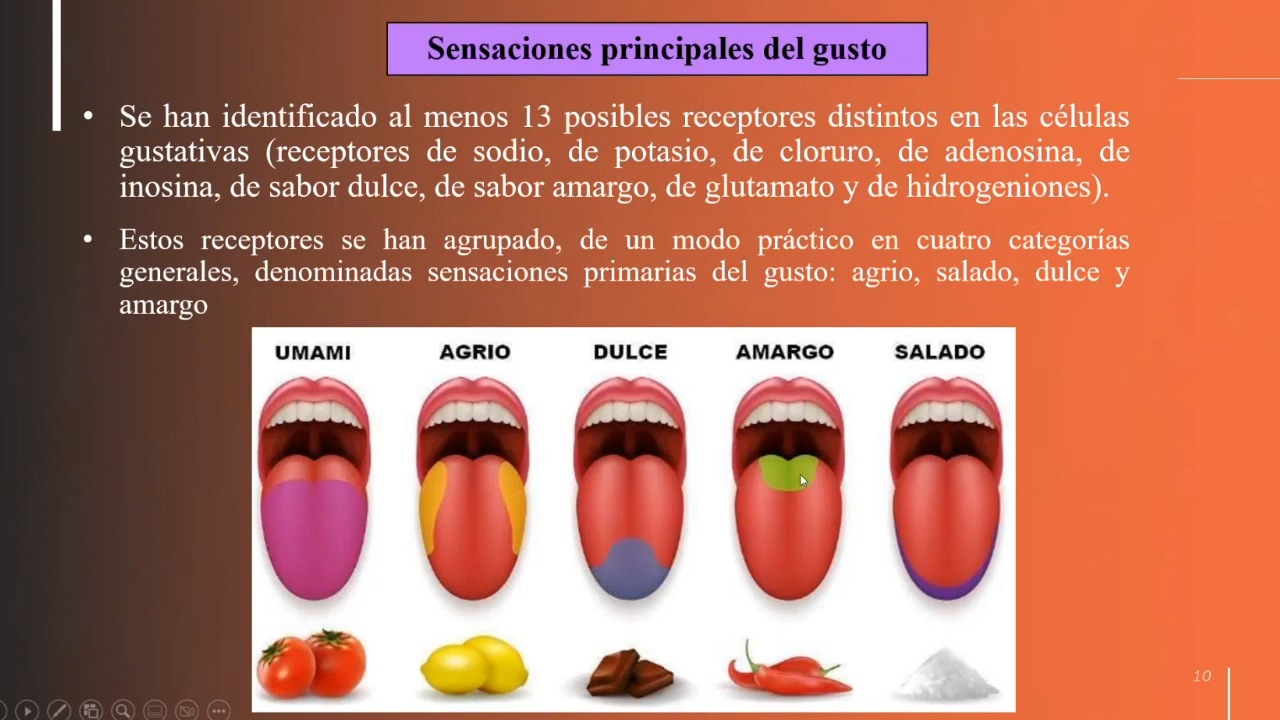 Sensaciones principales del gusto
• Se han identificado al menos 13 posibles receptores distintos en las células
gustativas (receptores de sodio, de potasio, de cloruro, de adenosina, de
inosina, de sabor dulce, de sabor amargo, de glutamato y de hidrogeniones).
• Estos receptores se han agrupado, de un modo práctico en cuatro categorías
generales, denominadas sensaciones primarias del gusto: agrio, salado, dulce y
amargo
UMAMI AGRIO DULCE AMARGO SALADO
10